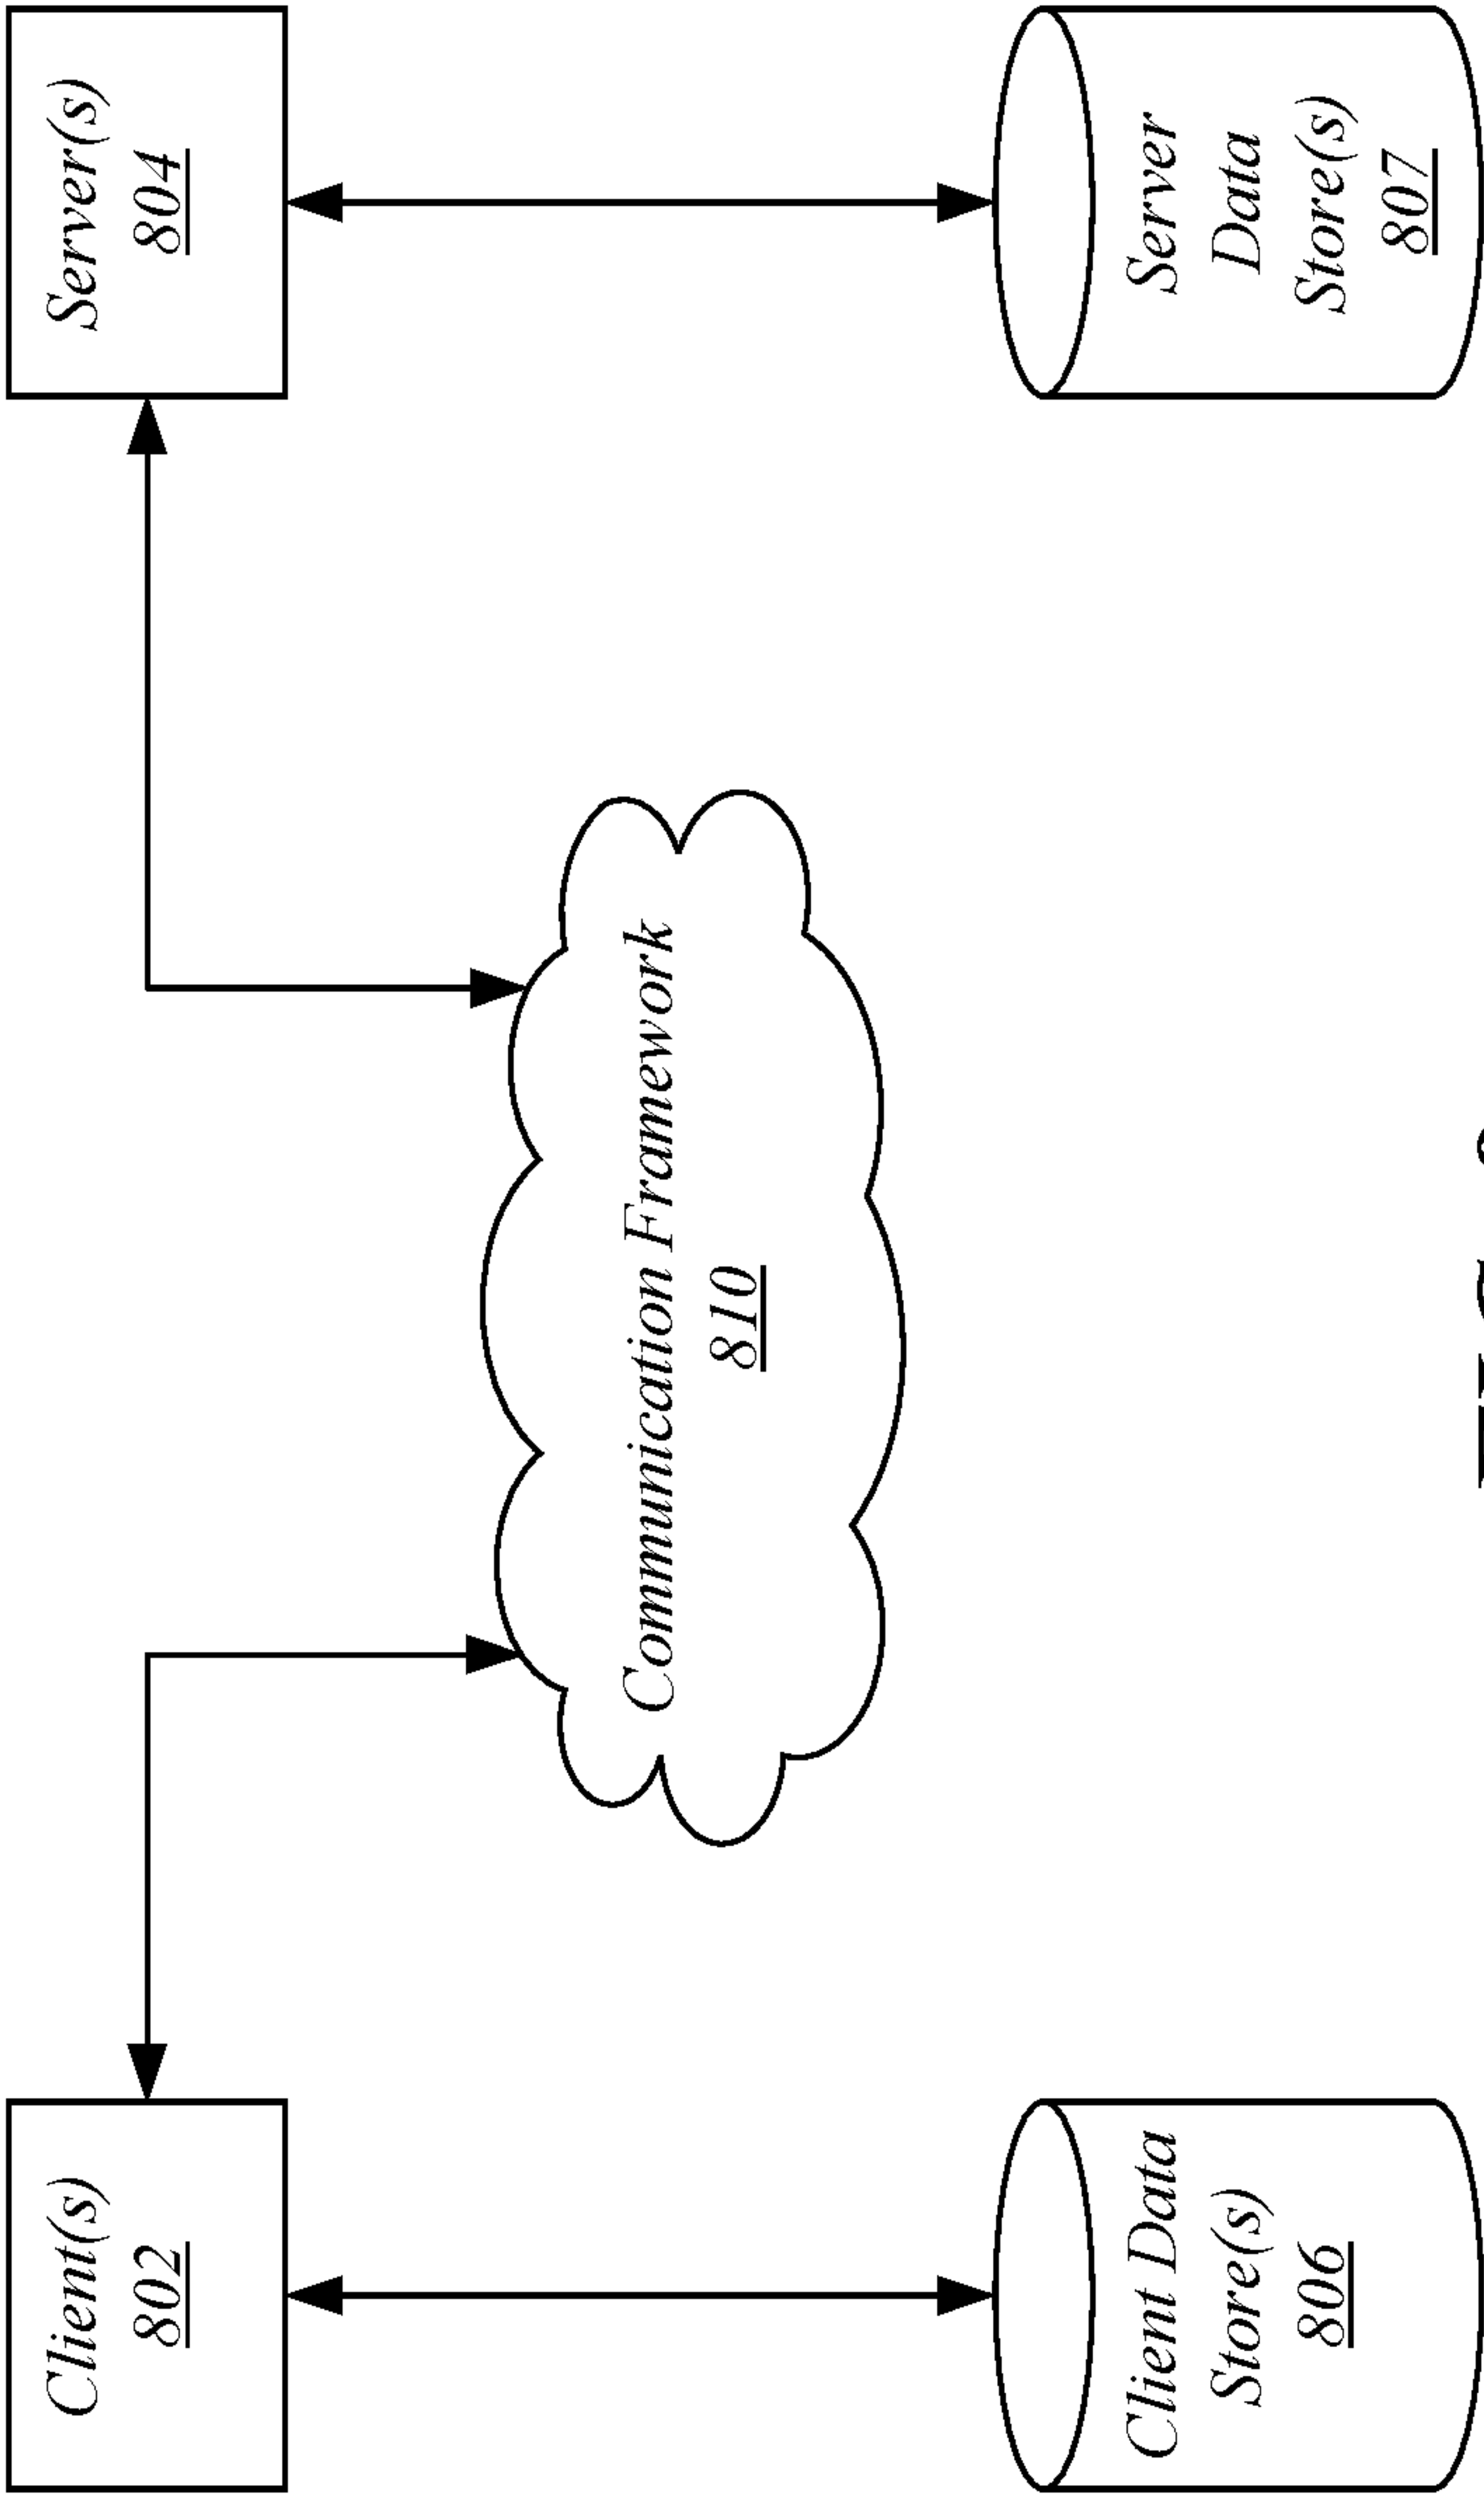 Client(s)
802
Server(s)
804
Communication Framework
810
Client Data
Store(s)
806
Server
Data
Store(s)
807